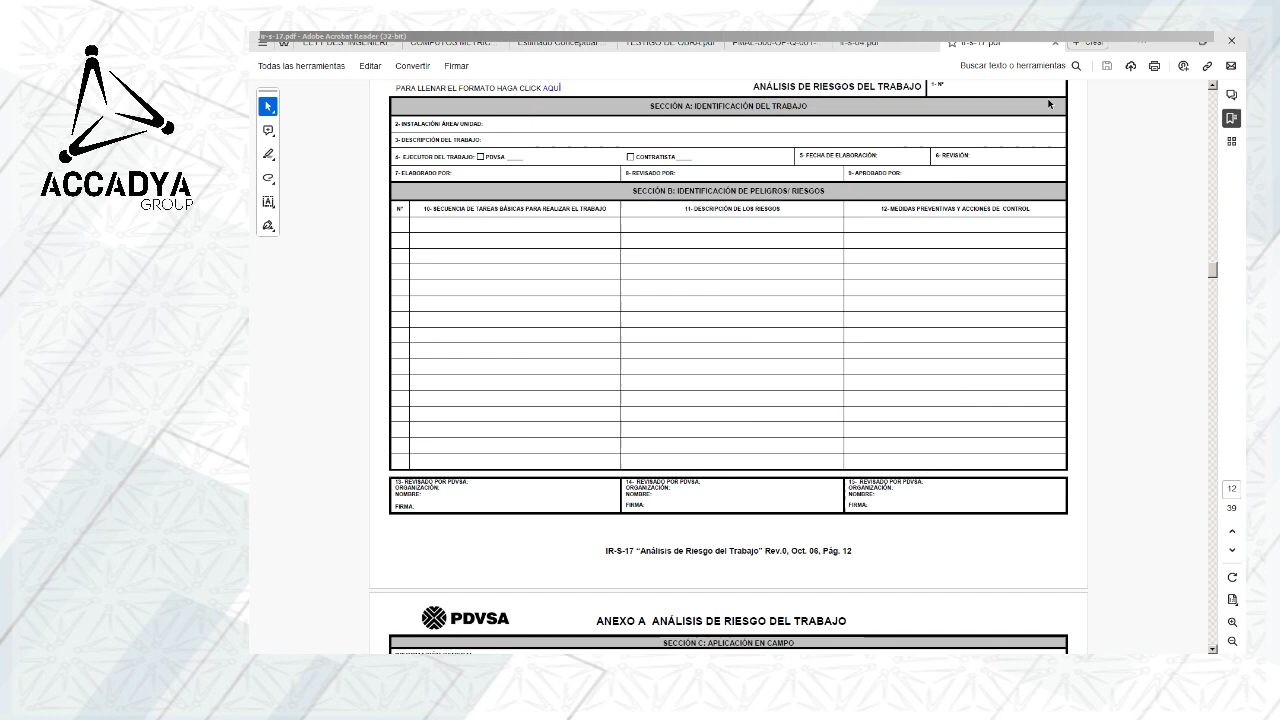 ACCADYA
GROUP
ir-s-17.pdf - Adobe Acrobat Reader (32-bit)
Todas las herramientas Editar Convertir Firmar Buscar texto o herramientas
PARA LLENAR EL FORMATO HAGA CLICK AQUÍ ANÁLISIS DE RIESGOS DEL TRABAJO 1- Nº
SECCIÓN A: IDENTIFICACIÓN DEL TRABAJO
2- INSTALACIÓN/ ÁREA/ UNIDAD:
3- DESCRIPCIÓN DEL TRABAJO:
4- EJECUTOR DEL TRABAJO: PDVSA _____ CONTRATISTA _____ 5- FECHA DE ELABORACIÓN: 6- REVISIÓN:
7- ELABORADO POR: 8- REVISADO POR: 9- APROBADO POR:
SECCIÓN B: IDENTIFICACIÓN DE PELIGROS/ RIESGOS
Nº 10- SECUENCIA DE TAREAS BÁSICAS PARA REALIZAR EL TRABAJO 11- DESCRIPCIÓN DE LOS RIESGOS 12- MEDIDAS PREVENTIVAS Y ACCIONES DE CONTROL
13- REVISADO POR PDVSA: 14- REVISADO POR PDVSA: 15- REVISADO POR PDVSA:
ORGANIZACIÓN: ORGANIZACIÓN: ORGANIZACIÓN:
NOMBRE: NOMBRE: NOMBRE:
FIRMA: FIRMA: FIRMA:
12
39
IR-S-17 “Análisis de Riesgo del Trabajo” Rev.0, Oct. 06, Pág. 12
PDVSA ANEXO A ANÁLISIS DE RIESGO DEL TRABAJO
SECCIÓN C: APLICACIÓN EN CAMPO